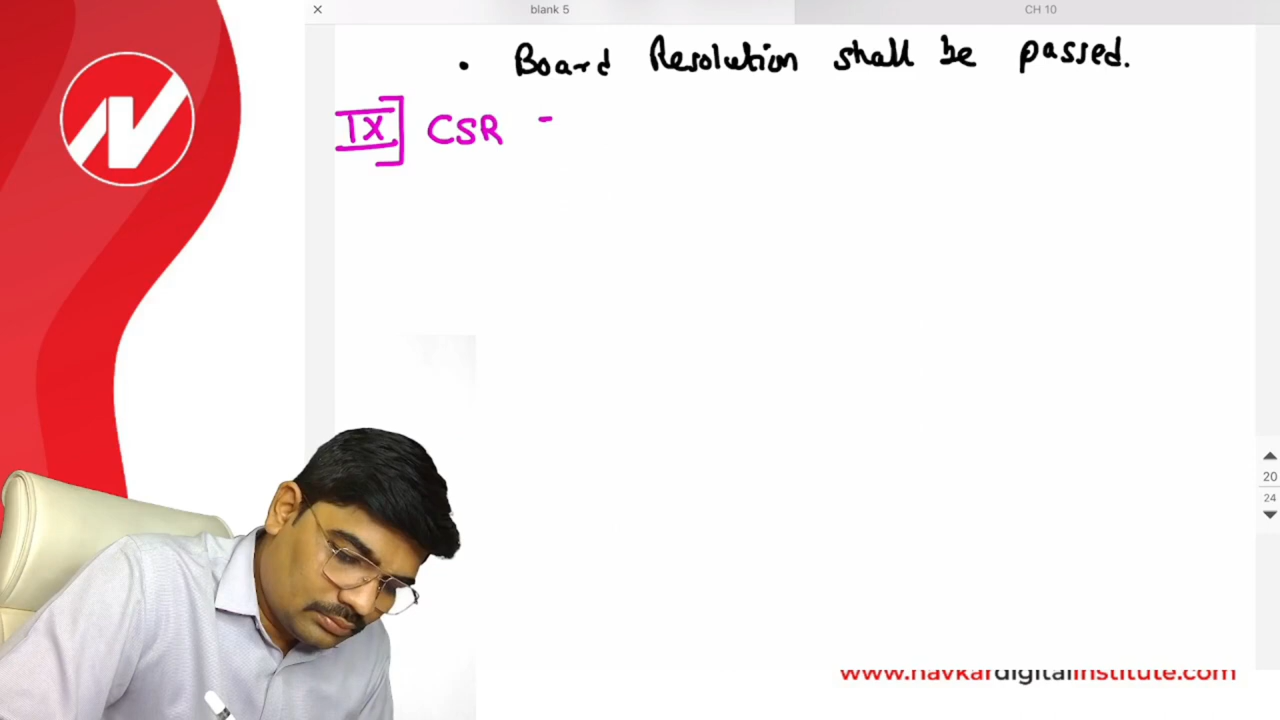 blank 5
CH 10
• Board Resolution shall be passed.
IX] CSR -
20
24
www.navkardigitalinstitute.com